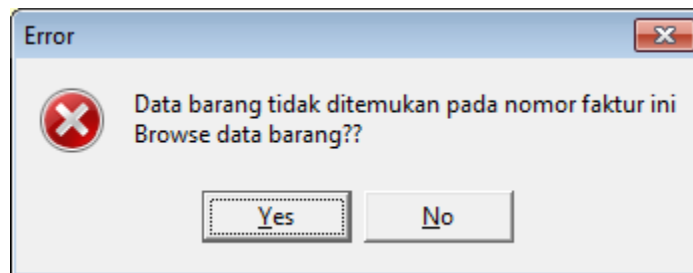 Error
Data barang tidak ditemukan pada nomor faktur ini
Browse data barang??
Yes
No